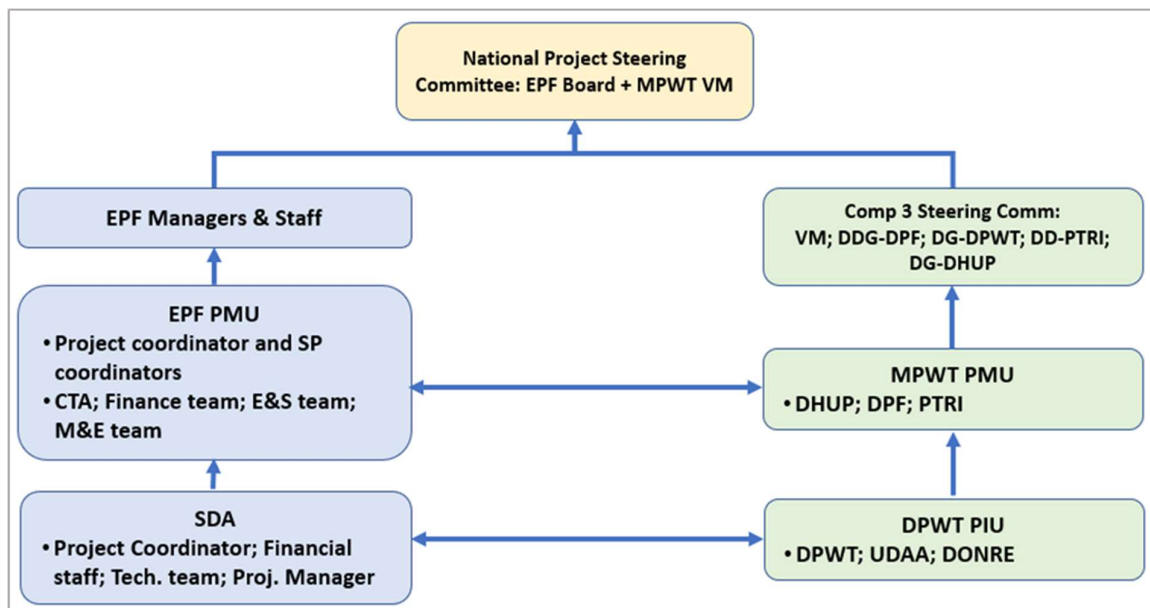 National Project Steering
Committee: EPF Board + MPWT VM
EPF Managers & Staff
Comp 3 Steering Comm:
VM; DDG-DPF; DG-DPWT; DD-PTRI;
DG-DHUP
EPF PMU
• Project coordinator and SP
coordinators
• CTA; Finance team; E&S team;
M&E team
MPWT PMU
• DHUP; DPF; PTRI
SDA
• Project Coordinator; Financial
staff; Tech. team; Proj. Manager
DPWT PIU
• DPWT; UDAA; DONRE